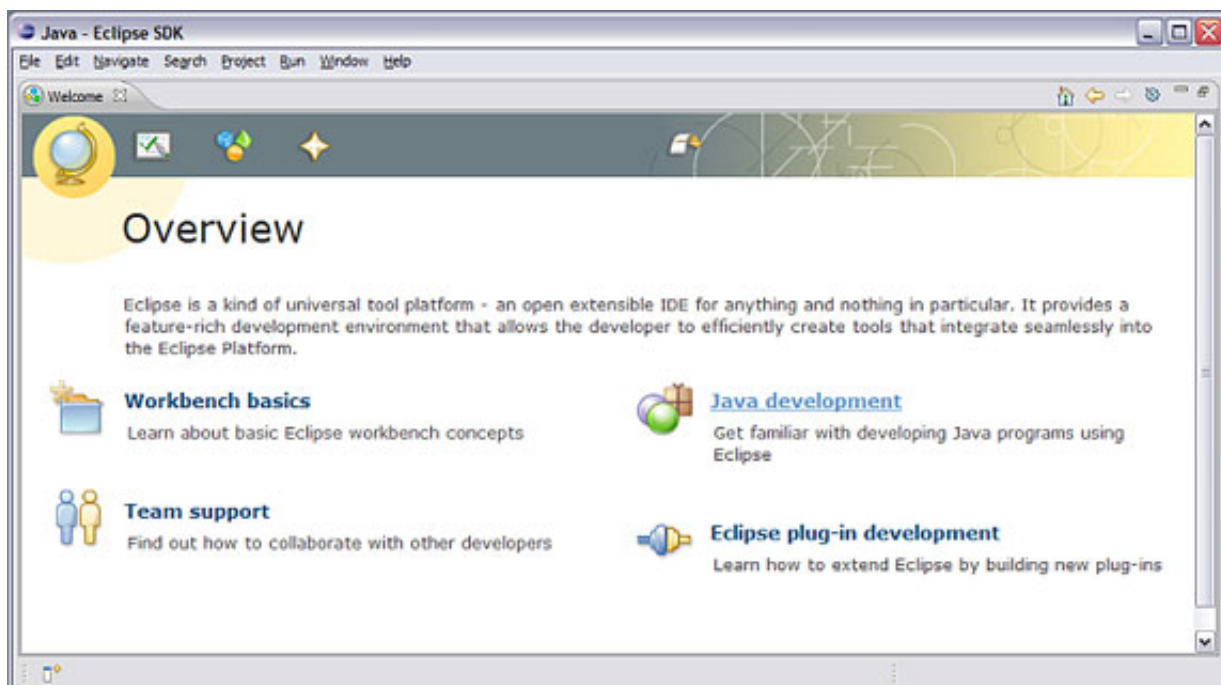 Java - Eclipse SDK
File Edit Navigate Search Project Run Window Help
Welcome
Overview
Eclipse is a kind of universal tool platform - an open extensible IDE for anything and nothing in particular. It provides a
feature-rich development environment that allows the developer to efficiently create tools that integrate seamlessly into
the Eclipse Platform.
Workbench basics
Learn about basic Eclipse workbench concepts
Java development
Get familiar with developing Java programs using
Eclipse
Team support
Find out how to collaborate with other developers
Eclipse plug-in development
Learn how to extend Eclipse by building new plug-ins